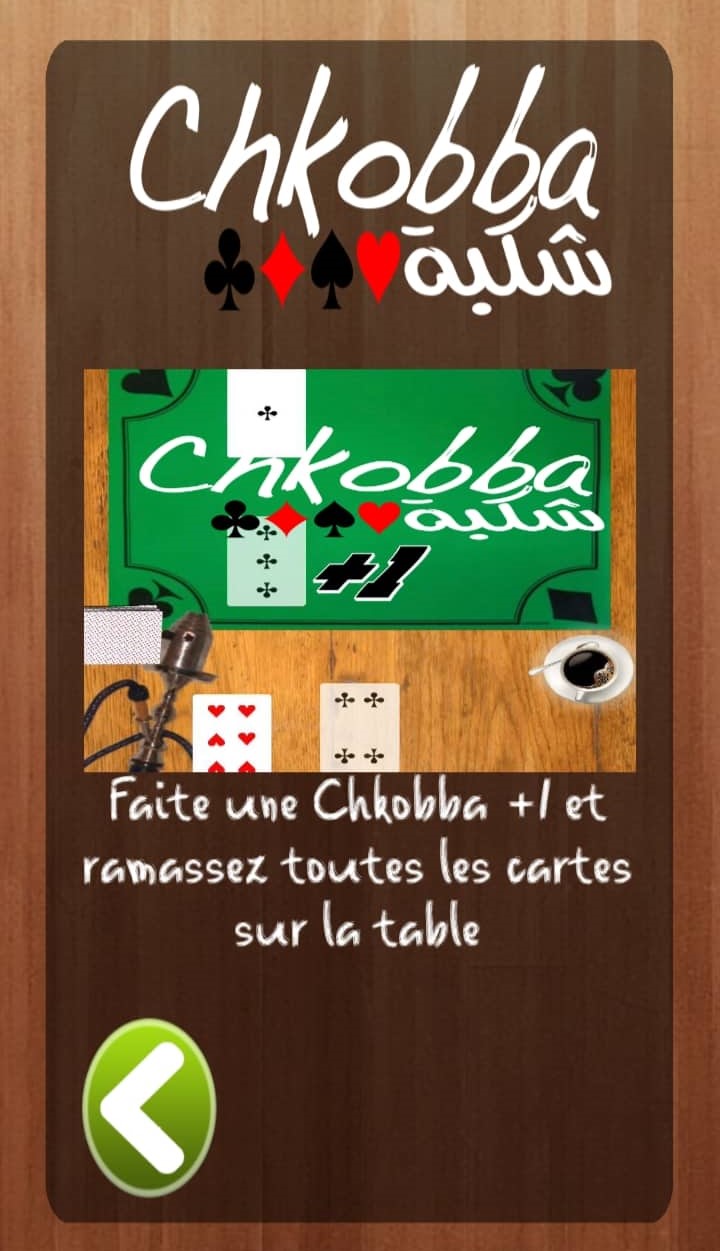 Chkobba
شكبة
Chkobba
شكبة
+1
Faite une Chkobba +1 et
ramassez toutes les cartes
sur la table